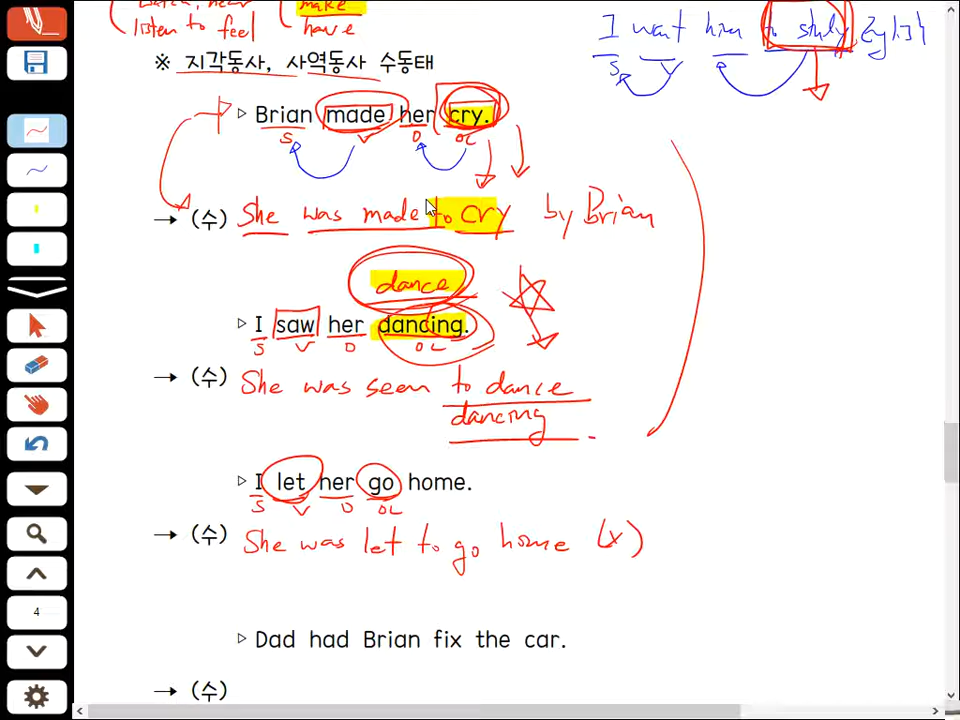 make
listen to feel
have
I want him to study English
※ 지각동사, 사역동사 수동태
▷ Brian made her cry.
S V O OC
S V
→ (수) She was made to cry by Brian
dance
▷ I saw her dancing.
S V O OC
→ (수) She was seen to dance
dancing
▷ I let her go home.
S V O OC
→ (수) She was let to go home (x)
▷ Dad had Brian fix the car.
→ (수)
4